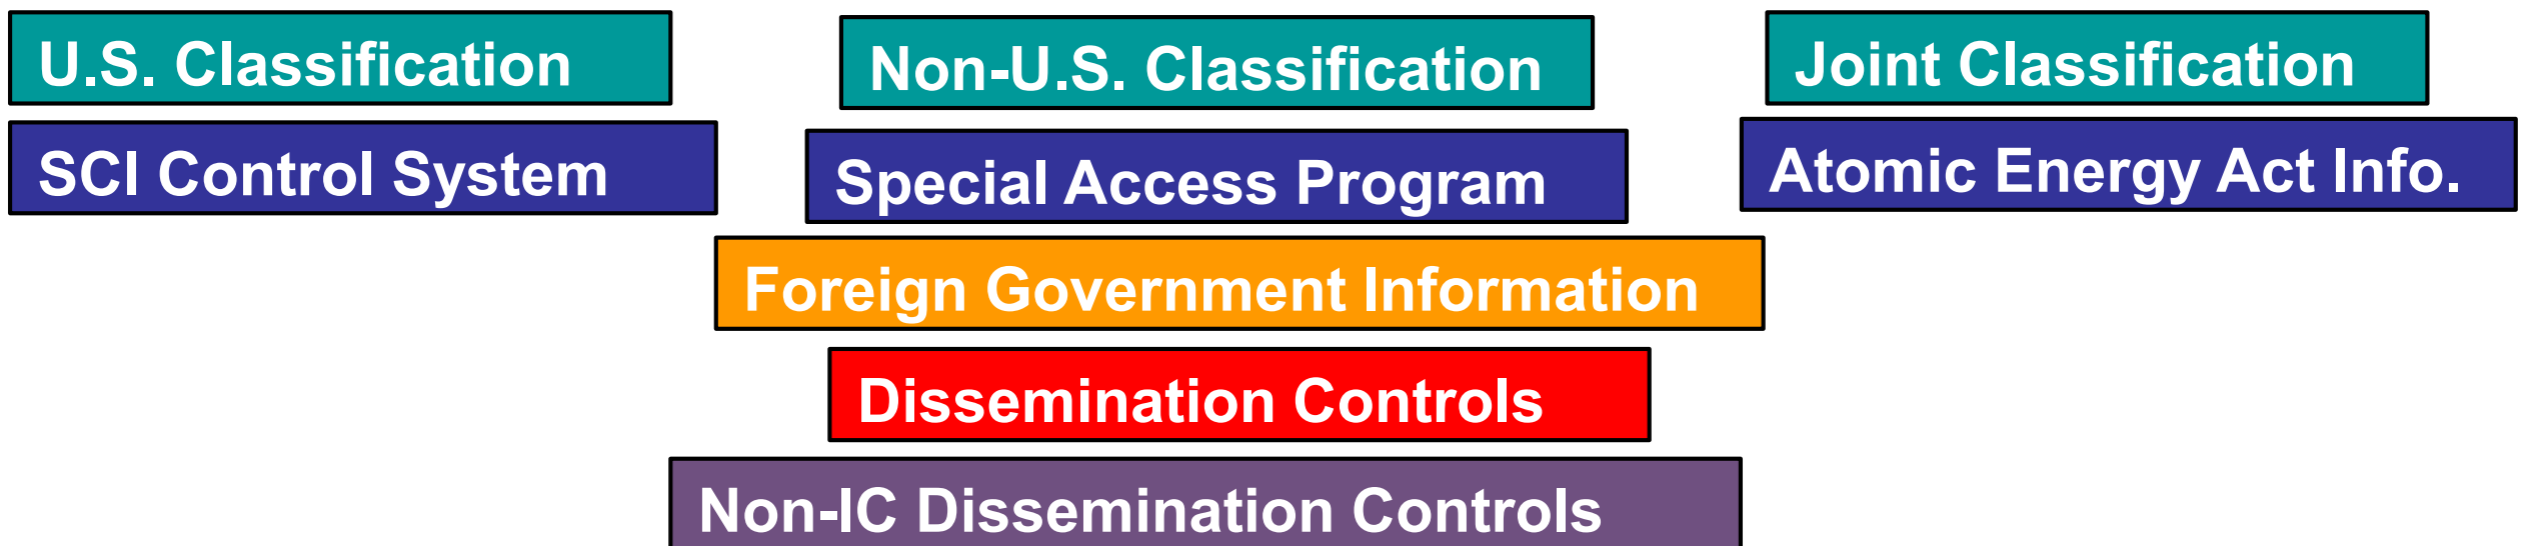 U.S. Classification
Non-U.S. Classification
Joint Classification
SCI Control System
Special Access Program
Atomic Energy Act Info.
Foreign Government Information
Dissemination Controls
Non-IC Dissemination Controls